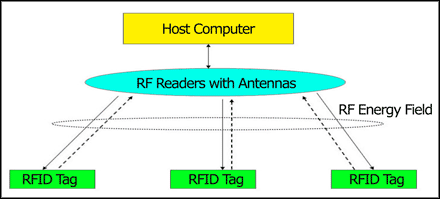 Host Computer
RF Readers with Antennas
RF Energy Field
RFID Tag
RFID Tag
RFID Tag